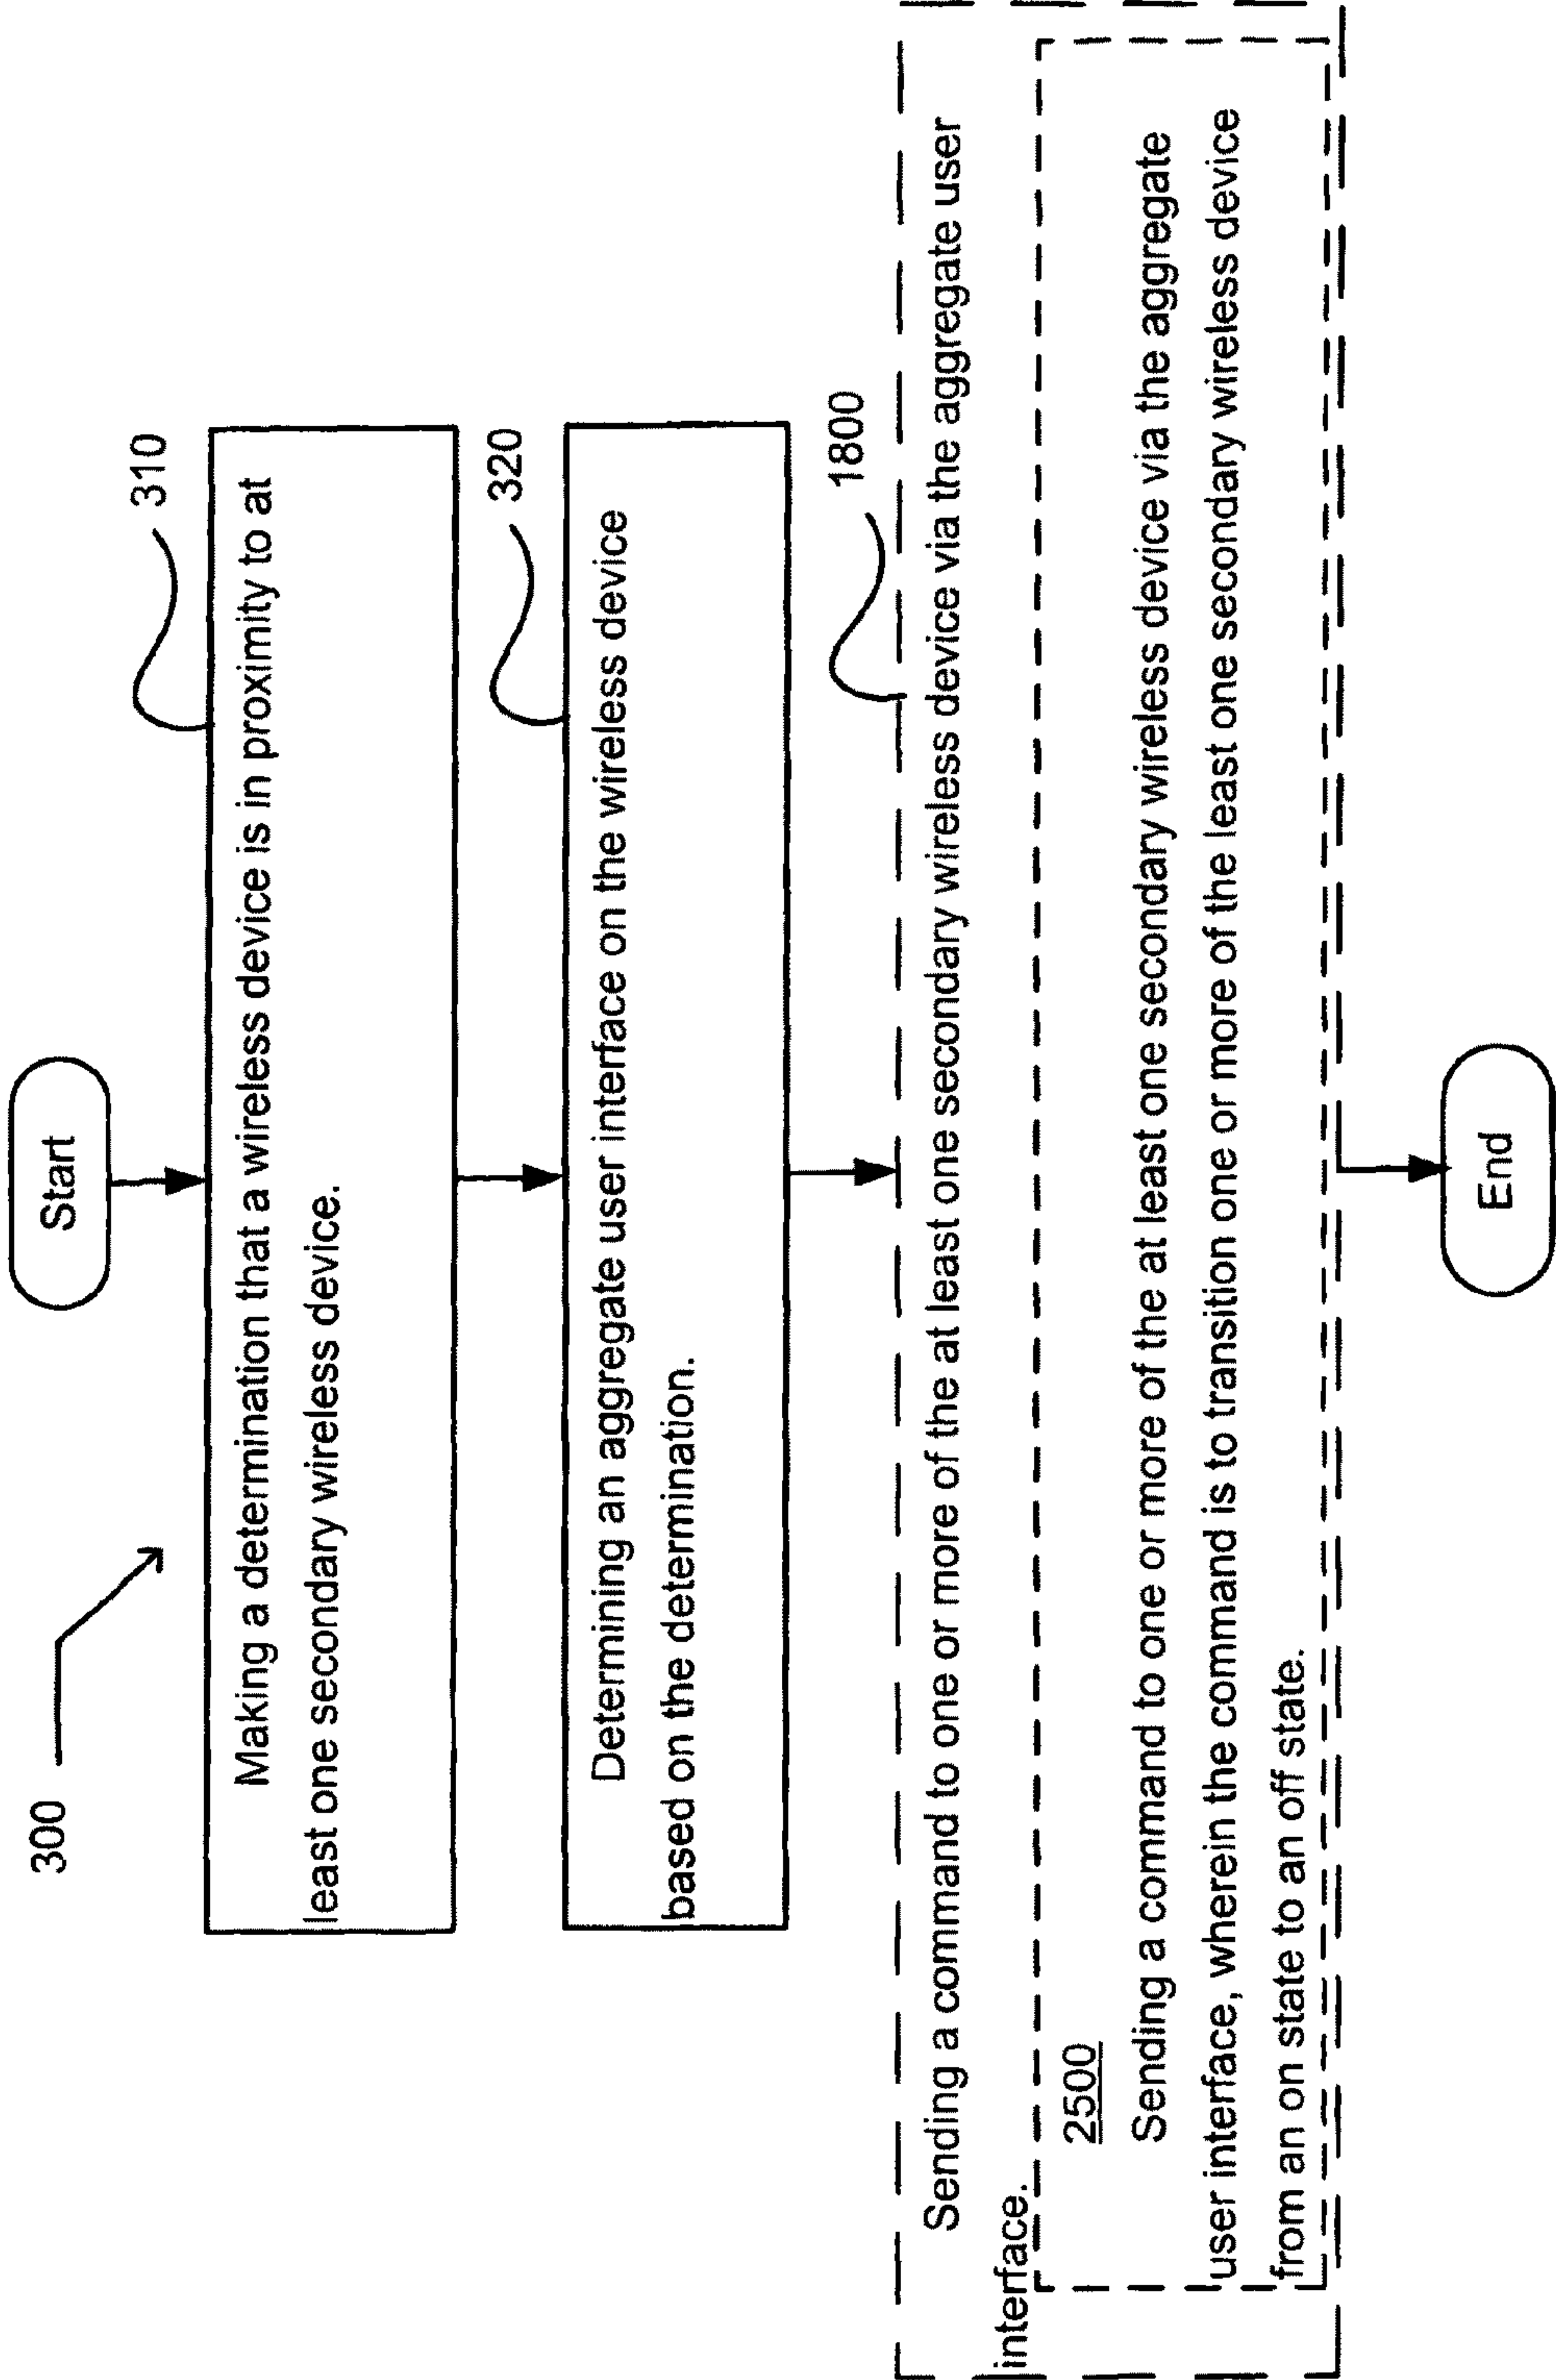 Start
300
310
Making a determination that a wireless device is in proximity to at
least one secondary wireless device.
320
Determining an aggregate user interface on the wireless device
based on the determination.
1800
Sending a command to one or more of the at least one secondary wireless device via the aggregate user
interface.
2500
Sending a command to one or more of the at least one secondary wireless device via the aggregate
user interface, wherein the command is to transition one or more of the least one secondary wireless device
from an on state to an off state.
End